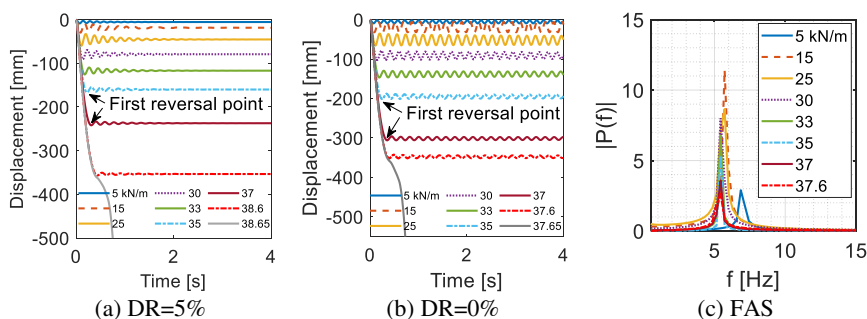 0
-100
-200
-300
-400
-500
Displacement [mm]
First reversal point
5 kN/m 30 37
15 33 38.6
25 35 38.65
0 2 4
Time [s]
(a) DR=5%
0
-100
-200
-300
-400
-500
Displacement [mm]
First reversal point
5 kN/m 30 37
15 33 37.6
25 35 37.65
0 2 4
Time [s]
(b) DR=0%
15
10
5
0
|P(f)|
5 kN/m
15
25
30
33
35
37
37.6
5 10 15
f [Hz]
(c) FAS